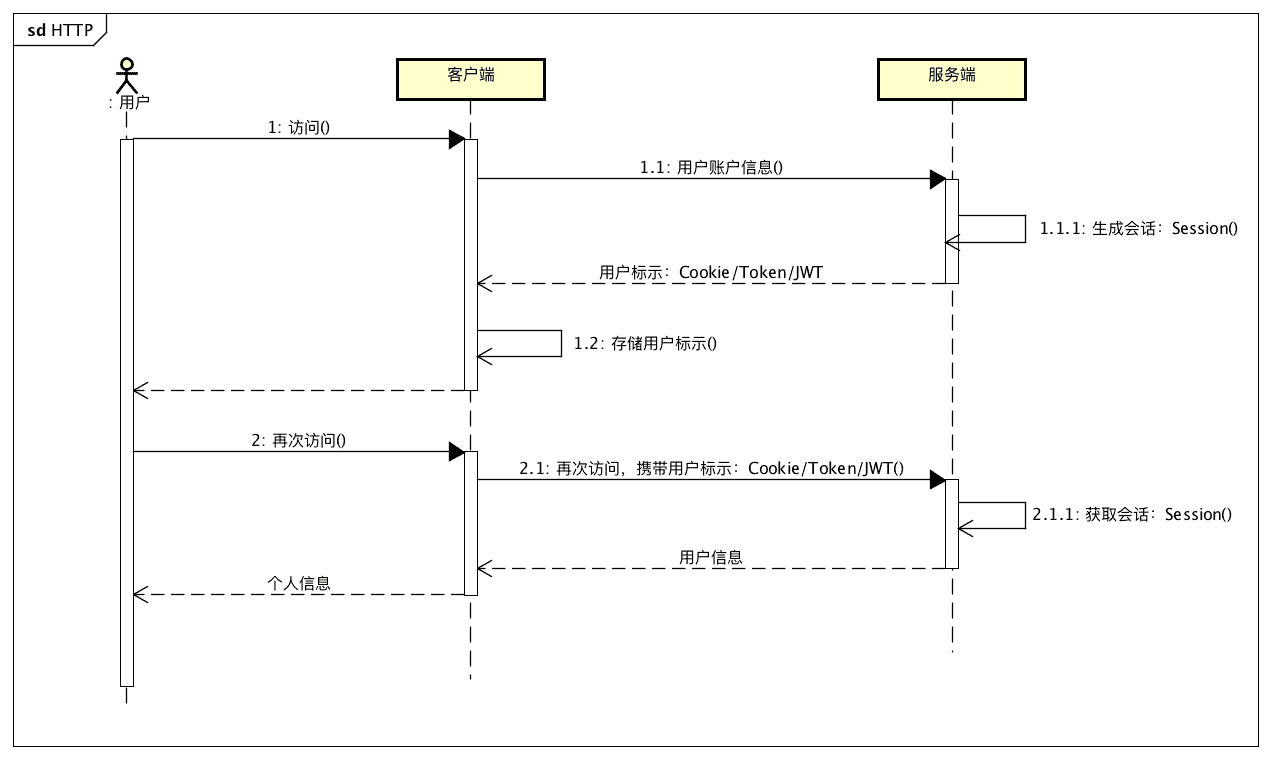 sd HTTP
客户端
服务端
: 用户
1: 访问()
1.1: 用户账户信息()
1.1.1: 生成会话：Session()
用户标示：Cookie/Token/JWT
1.2: 存储用户标示()
2: 再次访问()
2.1: 再次访问，携带用户标示：Cookie/Token/JWT()
2.1.1: 获取会话：Session()
用户信息
个人信息